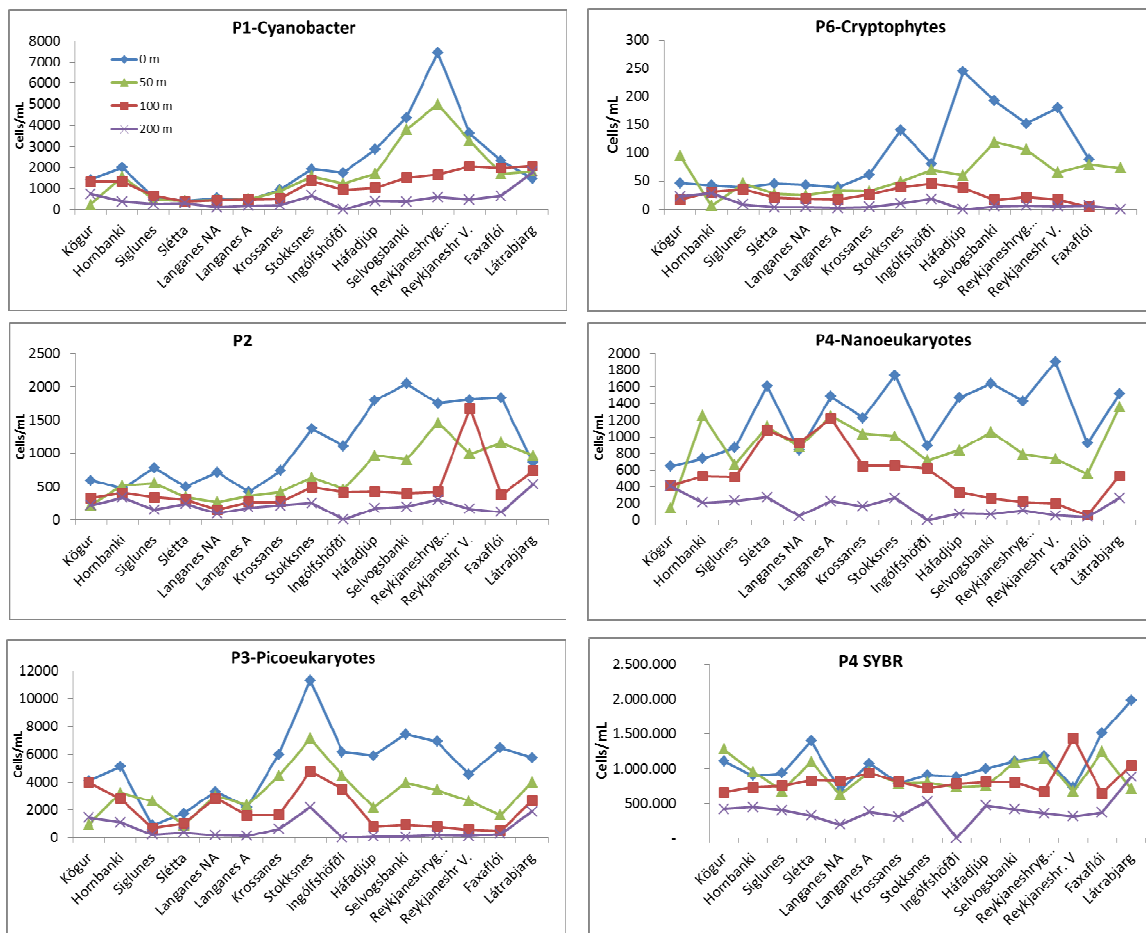 P1-Cyanobacter
Cells/mL
8000
7000
6000
5000
4000
3000
2000
1000
0
0 m
50 m
100 m
200 m
Kögur
Hornbanki
Siglunes
Slétta
Langanes NA
Langanes A
Krossanes
Stokksnes
Ingólfshöfði
Háfadjúp
Selvogsbanki
Reykjaneshryg...
Reykjaneshr V.
Faxaflói
Látrabjarg
P6-Cryptophytes
Cells/mL
300
250
200
150
100
50
0
Kögur
Hornbanki
Siglunes
Slétta
Langanes NA
Langanes A
Krossanes
Stokksnes
Ingólfshöfði
Háfadjúp
Selvogsbanki
Reykjaneshryg...
Reykjaneshr V.
Faxaflói
P2
Cells/mL
2500
2000
1500
1000
500
0
Kögur
Hornbanki
Siglunes
Slétta
Langanes NA
Langanes A
Krossanes
Stokksnes
Ingólfshöfði
Háfadjúp
Selvogsbanki
Reykjaneshryg...
Reykjaneshr V.
Faxaflói
Látrabjarg
P4-Nanoeukaryotes
Cells/mL
2000
1800
1600
1400
1200
1000
800
600
400
200
0
Kögur
Hornbanki
Siglunes
Slétta
Langanes NA
Langanes A
Krossanes
Stokksnes
Ingólfshöfði
Háfadjúp
Selvogsbanki
Reykjaneshryg...
Reykjaneshr V.
Faxaflói
Látrabjarg
P3-Picoeukaryotes
Cells/mL
12000
10000
8000
6000
4000
2000
0
Kögur
Hornbanki
Siglunes
Slétta
Langanes NA
Langanes A
Krossanes
Stokksnes
Ingólfshöfði
Háfadjúp
Selvogsbanki
Reykjaneshryg...
Reykjaneshr V.
Faxaflói
Látrabjarg
P4 SYBR
Cells/mL
2.500.000
2.000.000
1.500.000
1.000.000
500.000
-
Kögur
Hornbanki
Siglunes
Slétta
Langanes NA
Langanes A
Krossanes
Stokksnes
Ingólfshöfði
Háfadjúp
Selvogsbanki
Reykjaneshryg...
Reykjaneshr. V
Faxaflói
Látrabjarg